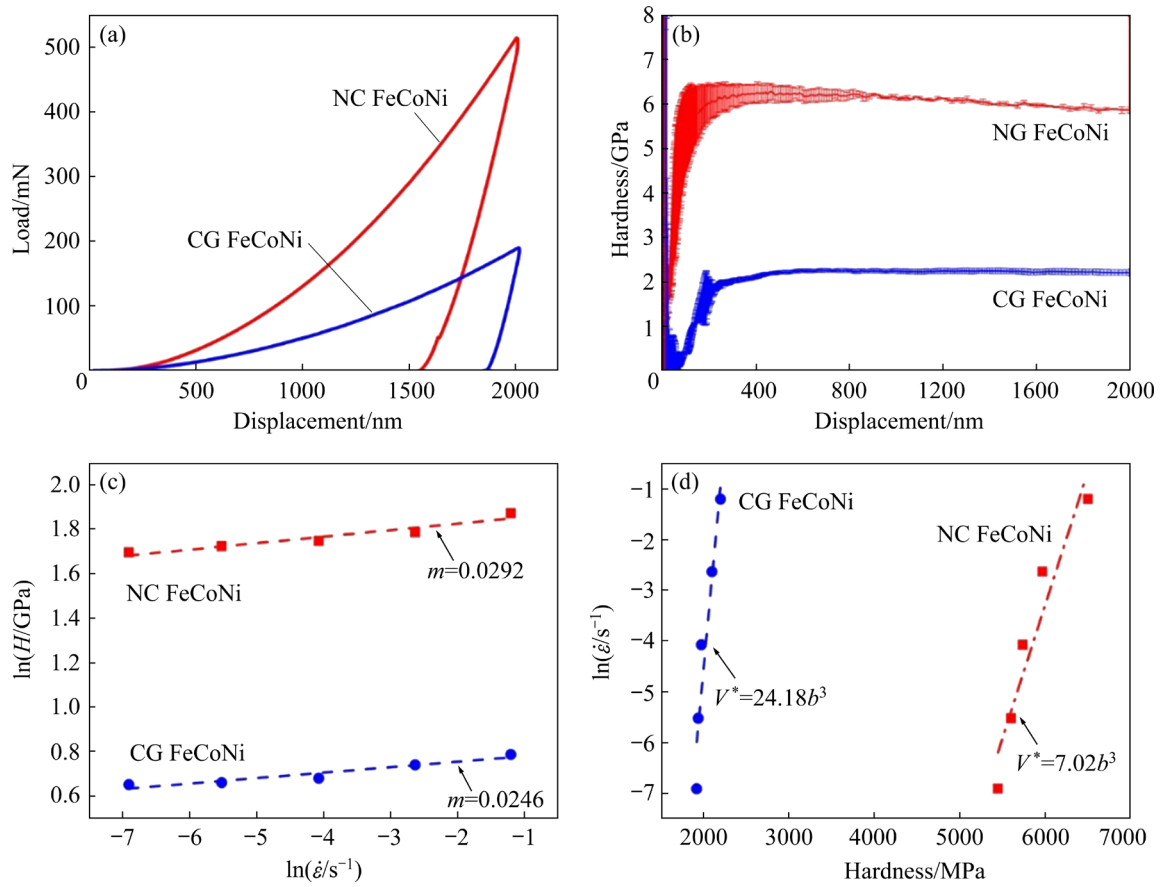 (a)
500
400
300
200
100
0
Load/mN
NC FeCoNi
CG FeCoNi
500
1000
1500
2000
Displacement/nm
(b)
8
7
6
5
4
3
2
1
0
Hardness/GPa
NG FeCoNi
CG FeCoNi
400
800
1200
1600
2000
Displacement/nm
(c)
2.0
1.8
1.6
1.4
1.2
1.0
0.8
0.6
ln(H/GPa)
m=0.0292
NC FeCoNi
CG FeCoNi
m=0.0246
−7
−6
−5
−4
−3
−2
−1
ln(ε̇/s⁻¹)
(d)
−1
−2
−3
−4
−5
−6
−7
ln(ε̇/s⁻¹)
CG FeCoNi
NC FeCoNi
V*=24.18b³
V*=7.02b³
2000
3000
4000
5000
6000
7000
Hardness/MPa